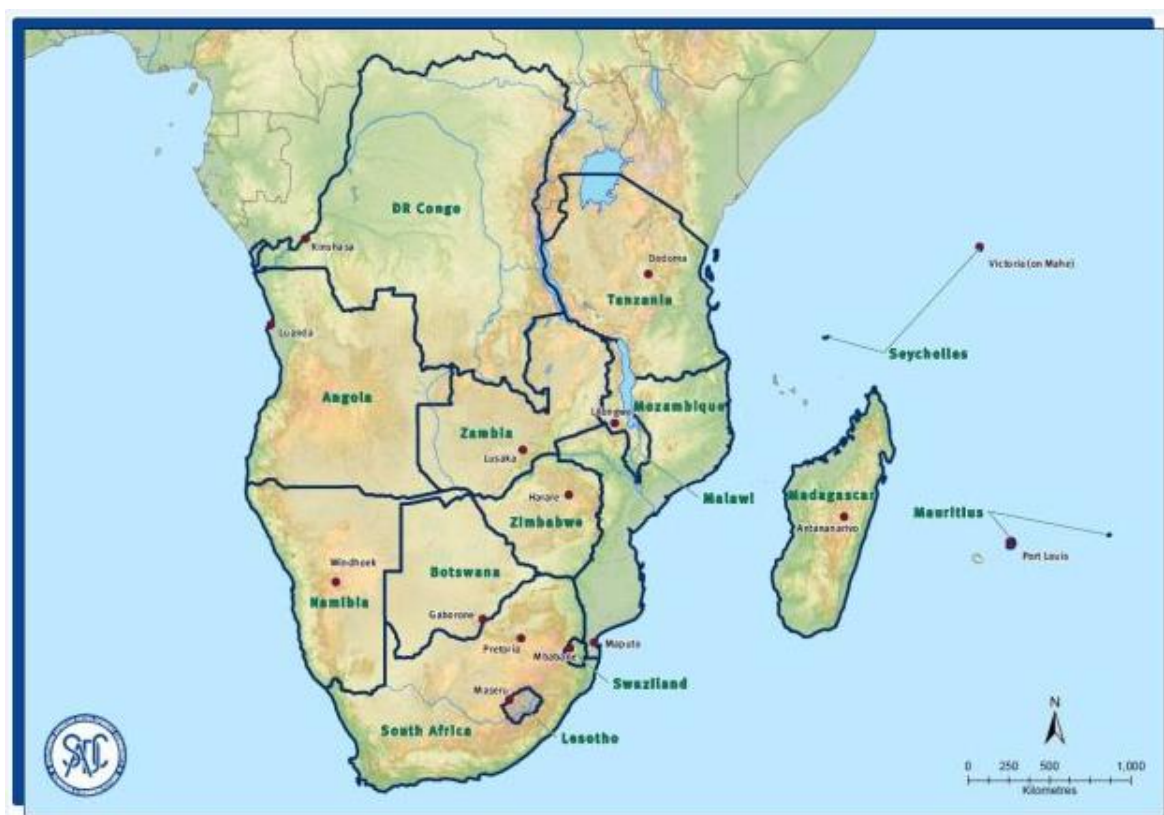 DR Congo
Kinshasa
Dodoma
Victoria (on Mahe)
Tanzania
Luanda
Seychelles
Angola
Mozambique
Lilongwe
Zambia
Lusaka
Harare
Malawi
Madagascar
Mauritius
Zimbabwe
Antananarivo
Port Louis
Windhoek
Botswana
Namibia
Gaborone
Pretoria
Maputo
Mbabane
Swaziland
Maseru
South Africa
Lesotho
N
SADC
0 250 500 1,000
Kilometres